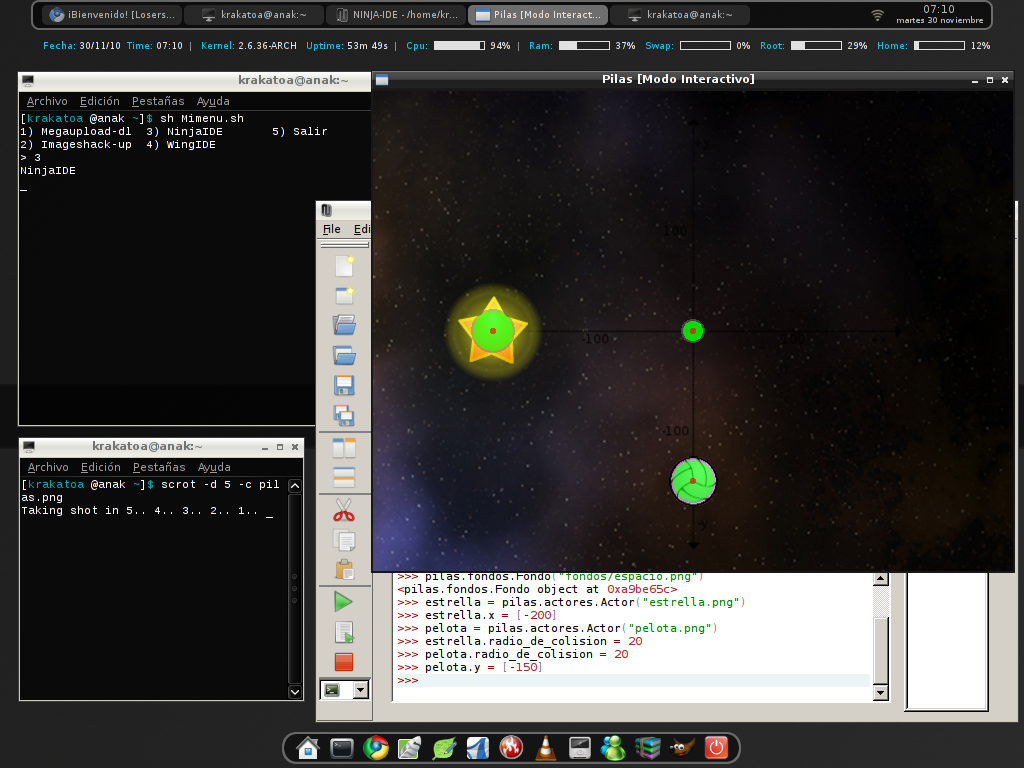 ¡Bienvenido! [Losers...
krakatoa@anak:~
NINJA-IDE - /home/kr...
Pilas [Modo Interact...
krakatoa@anak:~
07:10
martes 30 noviembre
Fecha: 30/11/10 Time: 07:10 | Kernel: 2.6.36-ARCH Uptime: 53m 49s | Cpu: 94% | Ram: 37% Swap: 0% Root: 29% Home: 12%
krakatoa@anak:~
Archivo Edición Pestañas Ayuda
[krakatoa @anak ~]$ sh Mimenu.sh
1) Megaupload-dl 3) NinjaIDE 5) Salir
2) Imageshack-up 4) WingIDE
> 3
NinjaIDE
_
Pilas [Modo Interactivo]
100
-100
100
-100
File Edi
krakatoa@anak:~
Archivo Edición Pestañas Ayuda
[krakatoa @anak ~]$ scrot -d 5 -c pil
as.png
Taking shot in 5.. 4.. 3.. 2.. 1.. _
>>> pilas.fondos.Fondo("fondos/espacio.png")
<pilas.fondos.Fondo object at 0xa9be65c>
>>> estrella = pilas.actores.Actor("estrella.png")
>>> estrella.x = [-200]
>>> pelota = pilas.actores.Actor("pelota.png")
>>> estrella.radio_de_colision = 20
>>> pelota.radio_de_colision = 20
>>> pelota.y = [-150]
>>>